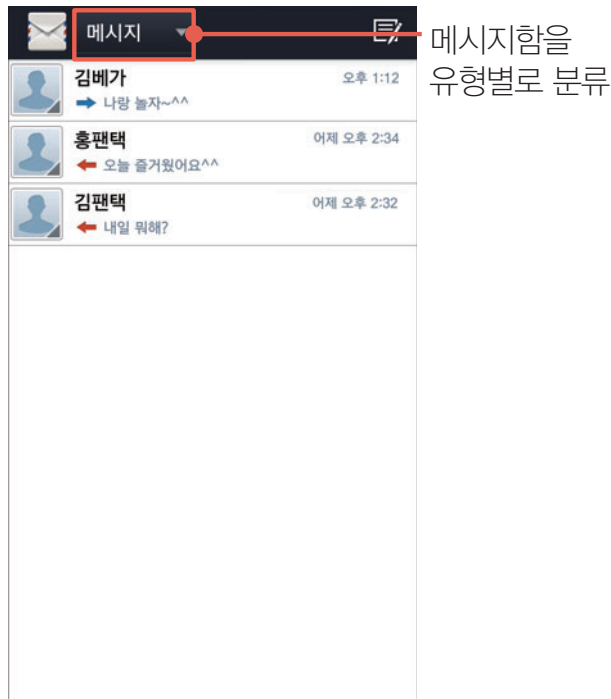 메시지
메시지함을
유형별로 분류
김베가
오후 1:12
나랑 놀자~^^
홍팬택
어제 오후 2:34
오늘 즐거웠어요^^
김팬택
어제 오후 2:32
내일 뭐해?